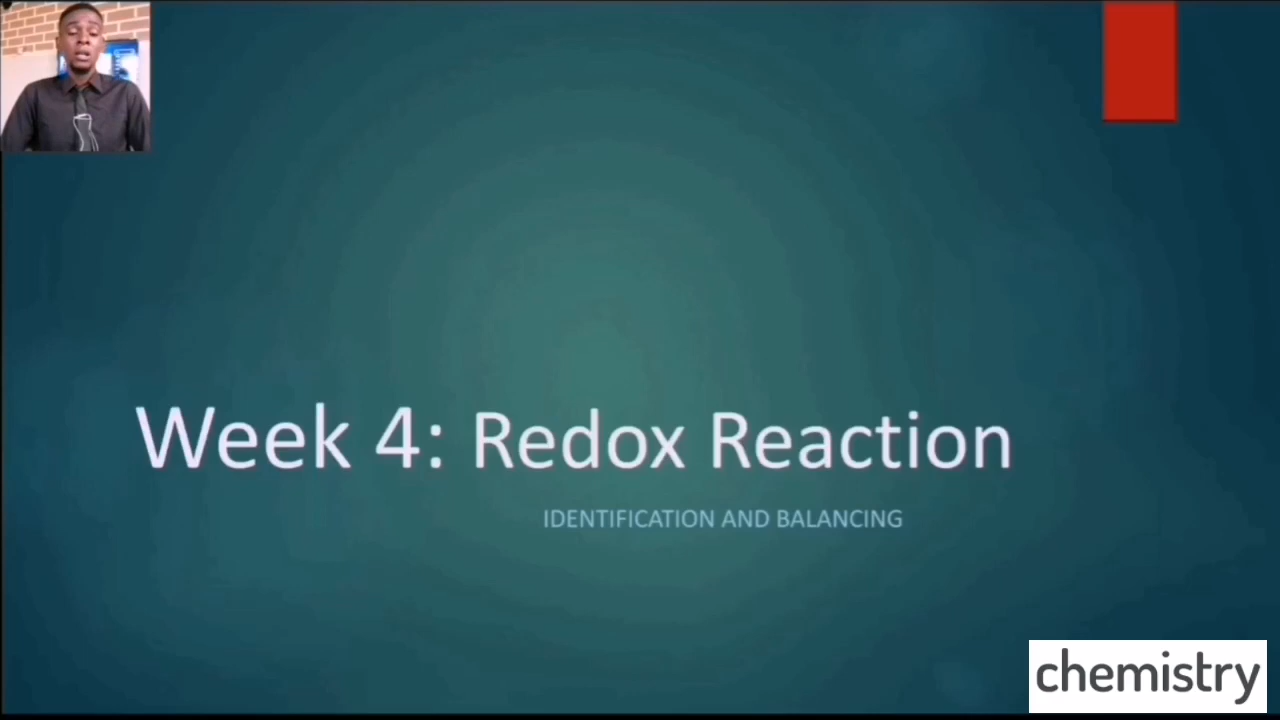 Week 4: Redox Reaction
IDENTIFICATION AND BALANCING
chemistry